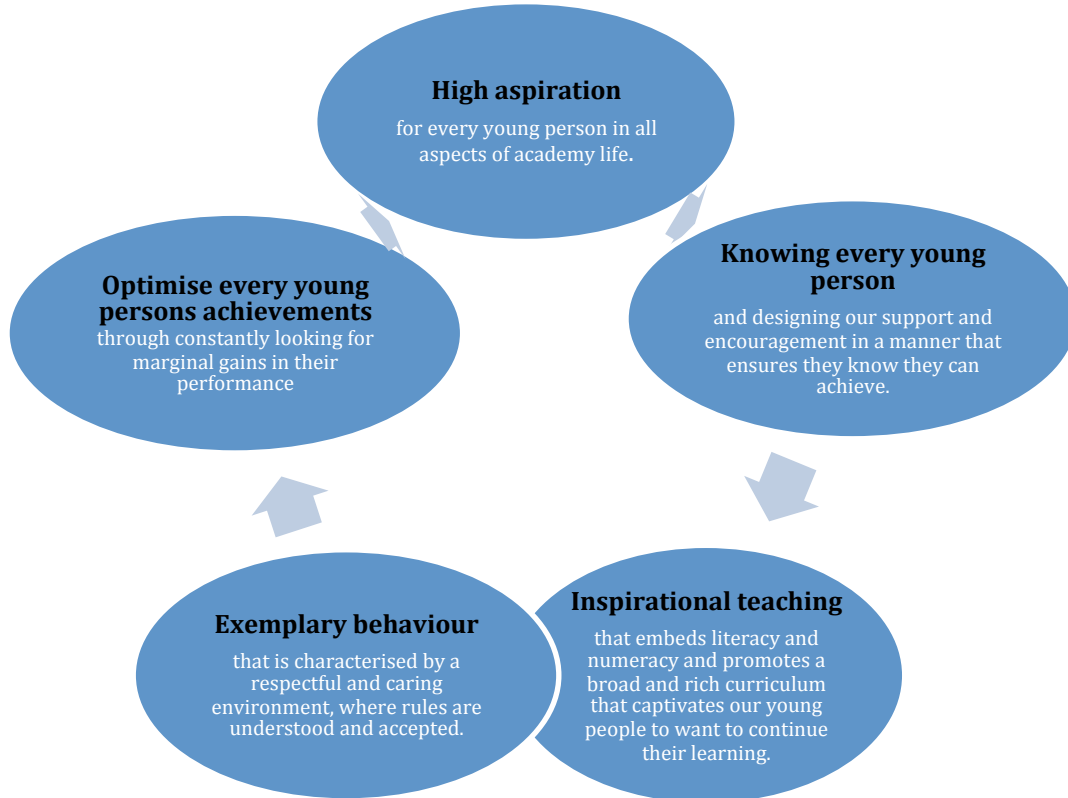 High aspiration
for every young person in all
aspects of academy life.
Knowing every young
person
and designing our support and
encouragement in a manner that
ensures they know they can
achieve.
Inspirational teaching
that embeds literacy and
numeracy and promotes a
broad and rich curriculum
that captivates our young
people to want to continue
their learning.
Exemplary behaviour
that is characterised by a
respectful and caring
environment, where rules are
understood and accepted.
Optimise every young
persons achievements
through constantly looking for
marginal gains in their
performance